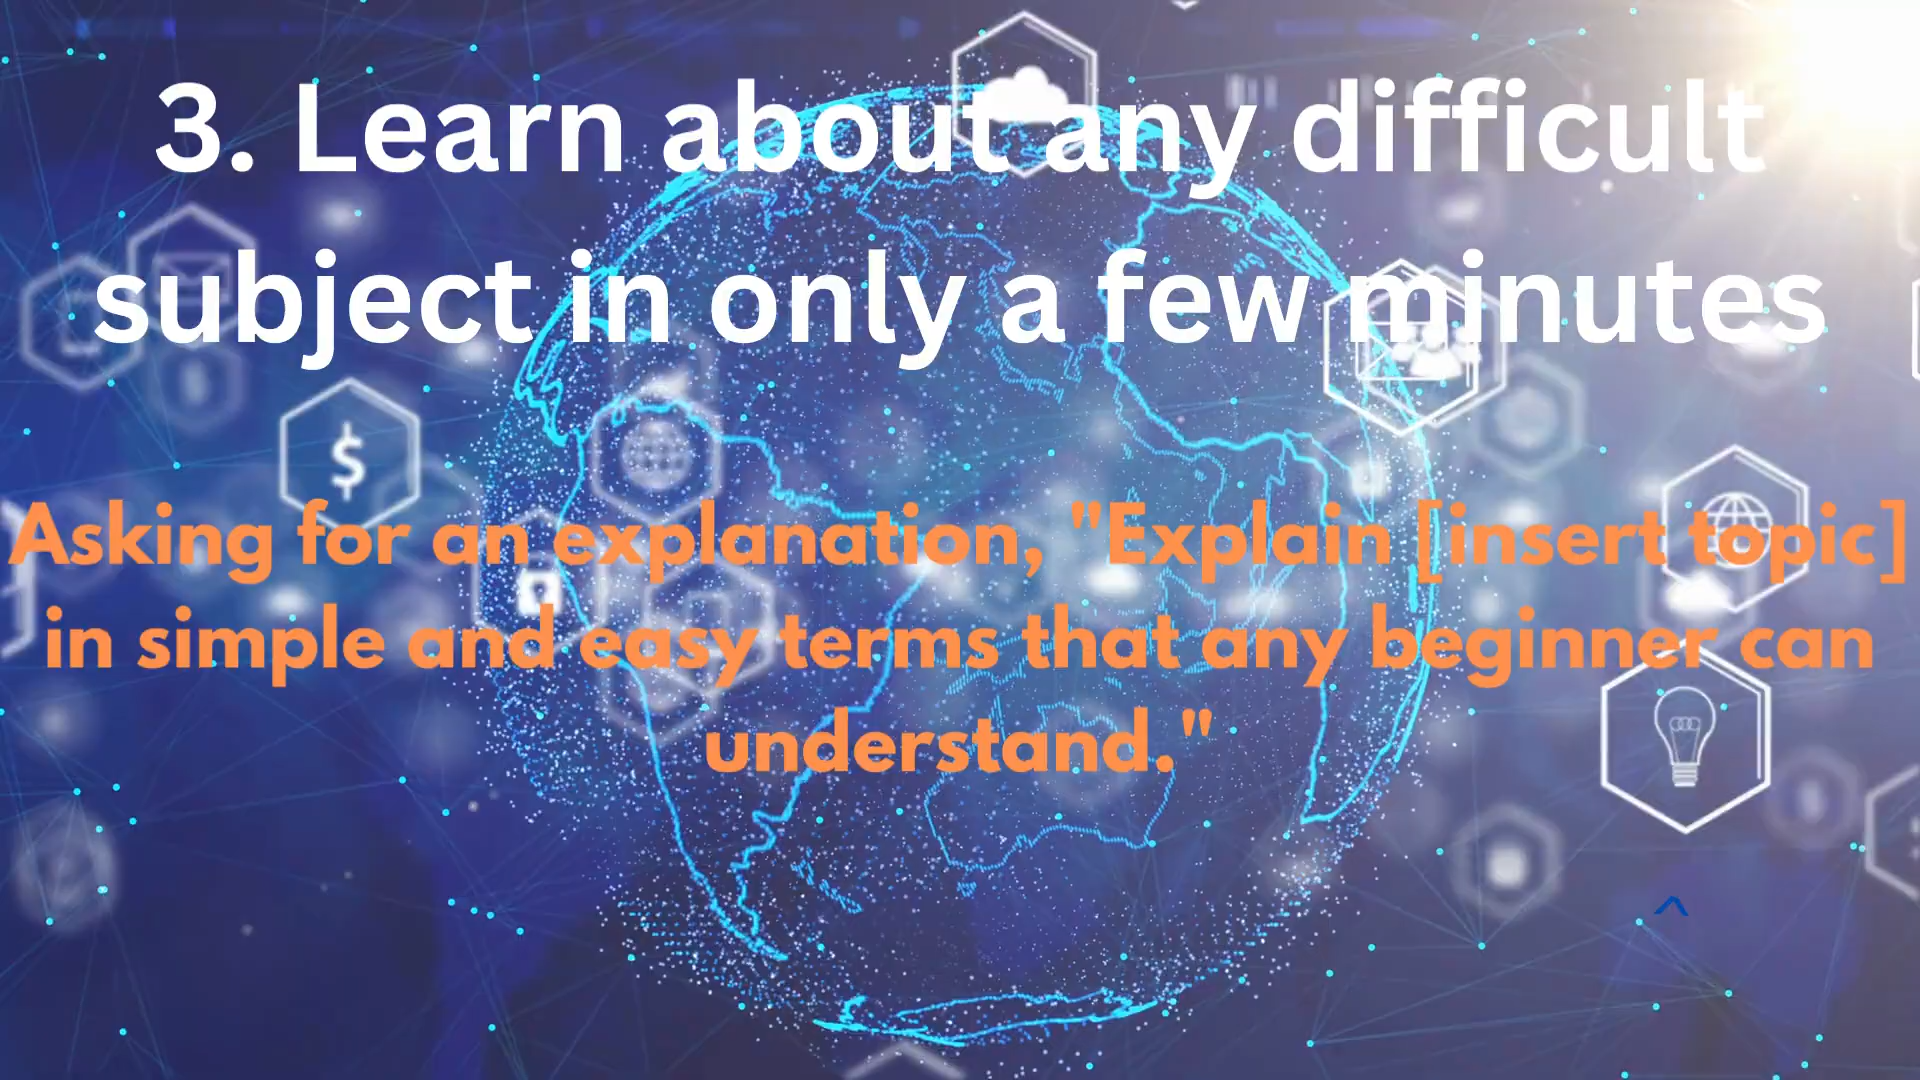 3. Learn about any difficult
subject in only a few minutes
Asking for an explanation, "Explain [insert topic]
in simple and easy terms that any beginner can
understand."
$